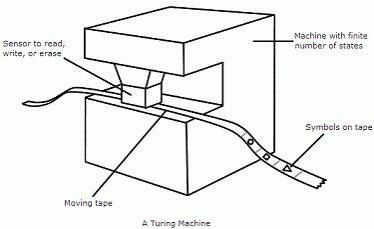 Sensor to read,
write, or erase
Machine with finite
number of states
Symbols on tape
Moving tape
A Turing Machine